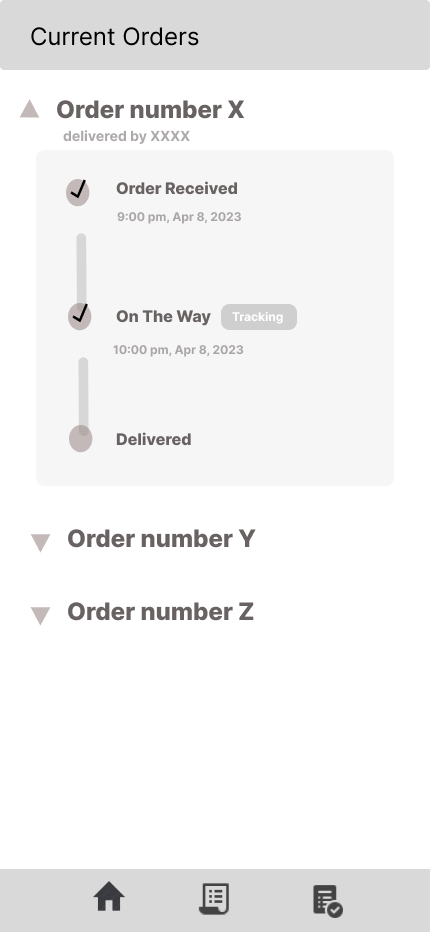 Current Orders
Order number X
delivered by XXXX
Order Received
9:00 pm, Apr 8, 2023
On The Way Tracking
10:00 pm, Apr 8, 2023
Delivered
Order number Y
Order number Z